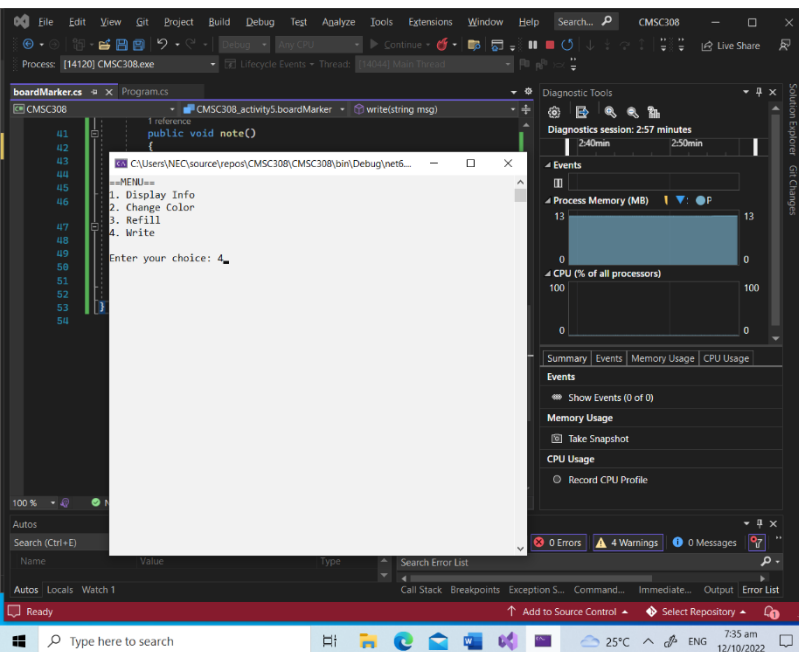 File Edit View Git Project Build Debug Test Analyze Tools Extensions Window Help Search... CMSC308
Debug Any CPU Continue Live Share
Process: [14120] CMSC308.exe Lifecycle Events Thread: [14044] Main Thread
boardMarker.cs Program.cs
CMSC308 CMSC308_activity5.boardMarker write(string msg)
1 reference
41 public void note()
42 {
43
44
45
46
47
48
49
50
51
52
53 }
54
C:\Users\NEC\source\repos\CMSC308\CMSC308\bin\Debug\net6....
==MENU==
1. Display Info
2. Change Color
3. Refill
4. Write
Enter your choice: 4_
Diagnostic Tools
Diagnostics session: 2:57 minutes
2:40min 2:50min
Events
Process Memory (MB) P
13 13
0 0
CPU (% of all processors)
100 100
0 0
Summary Events Memory Usage CPU Usage
Events
Show Events (0 of 0)
Memory Usage
Take Snapshot
CPU Usage
Record CPU Profile
Solution Explorer
Git Changes
100 % N
Autos
Search (Ctrl+E)
Name Value Type
Autos Locals Watch 1
0 Errors 4 Warnings 0 Messages
Search Error List
Call Stack Breakpoints Exception S... Command... Immediate... Output Error List
Ready Add to Source Control Select Repository 1
Type here to search 25°C ENG 7:35 am
12/10/2022